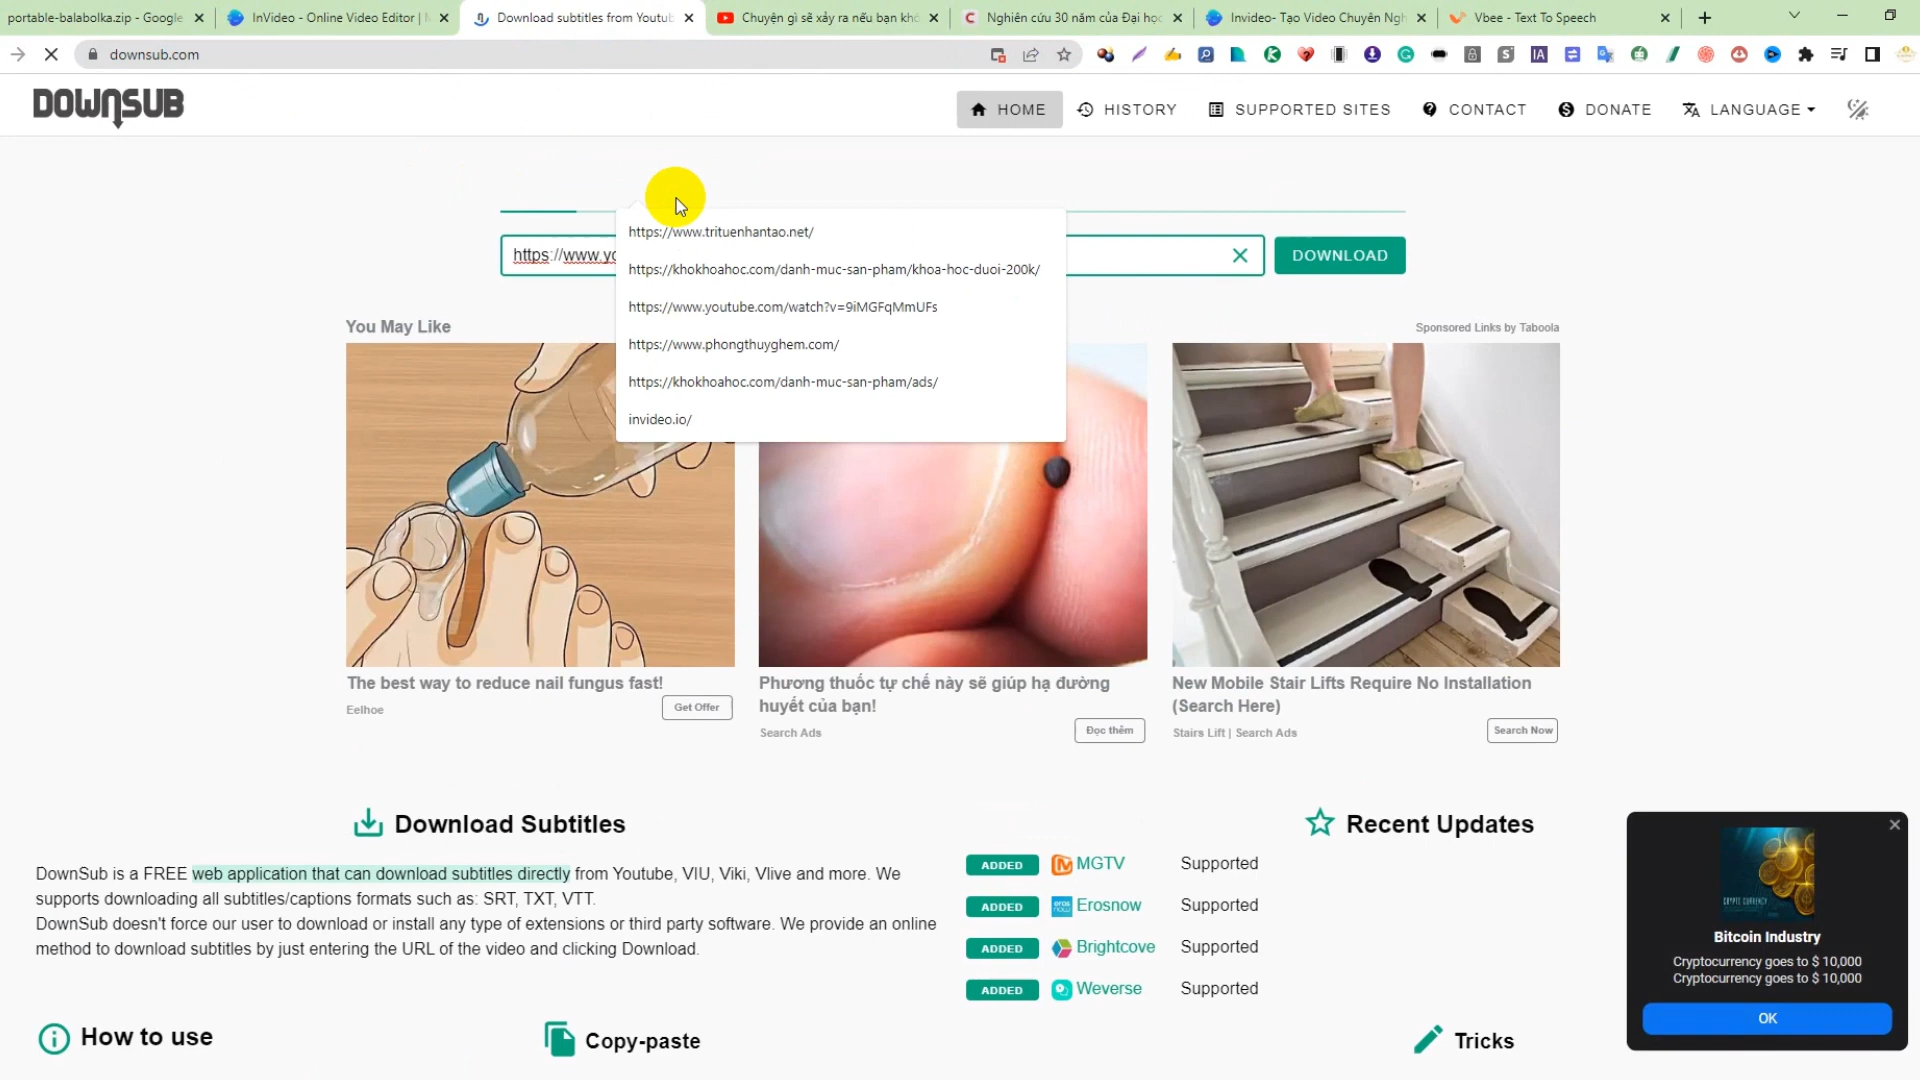 portable-balabolka.zip - Google
InVideo - Online Video Editor |
Download subtitles from Youtub
Chuyện gì sẽ xảy ra nếu bạn khô
Nghiên cứu 30 năm của Đại họ
Invideo- Tạo Video Chuyên Ngh
Vbee - Text To Speech
downsub.com
DOWNSUB
HOME
HISTORY
SUPPORTED SITES
CONTACT
DONATE
LANGUAGE
https://www.yo
DOWNLOAD
https://www.trituenhantao.net/
https://khokhoahoc.com/danh-muc-san-pham/khoa-hoc-duoi-200k/
https://www.youtube.com/watch?v=9iMGFqMmUFs
https://www.phongthuyghem.com/
https://khokhoahoc.com/danh-muc-san-pham/ads/
invideo.io/
You May Like
Sponsored Links by Taboola
The best way to reduce nail fungus fast!
Eelhoe
Get Offer
Phương thuốc tự chế này sẽ giúp hạ đường
huyết của bạn!
Search Ads
Đọc thêm
New Mobile Stair Lifts Require No Installation
(Search Here)
Stairs Lift | Search Ads
Search Now
Download Subtitles
DownSub is a FREE web application that can download subtitles directly from Youtube, VIU, Viki, Vlive and more. We
supports downloading all subtitles/captions formats such as: SRT, TXT, VTT.
DownSub doesn't force our user to download or install any type of extensions or third party software. We provide an online
method to download subtitles by just entering the URL of the video and clicking Download.
Recent Updates
ADDED MGTV Supported
ADDED Erosnow Supported
ADDED Brightcove Supported
ADDED Weverse Supported
CRYPTO CURRENCY
Bitcoin Industry
Cryptocurrency goes to $ 10,000
Cryptocurrency goes to $ 10,000
OK
How to use
Copy-paste
Tricks